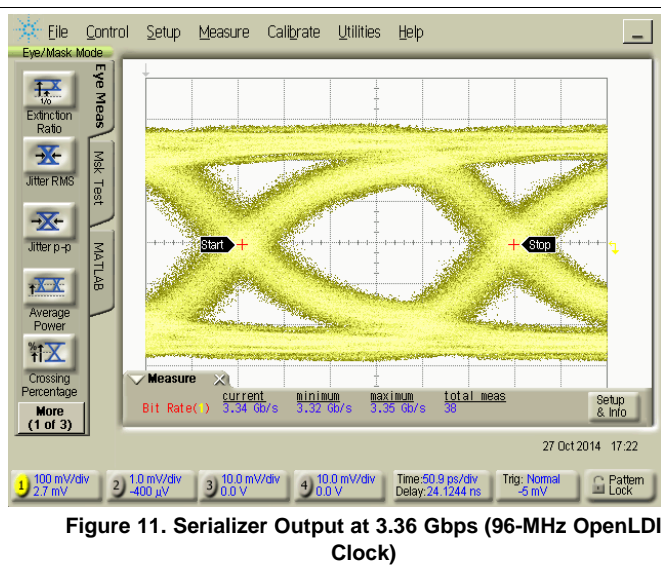 File Control Setup Measure Calibrate Utilities Help
Eye/Mask Mode
Eye Meas
Msk Test
MATLAB
1/0
Extinction
Ratio
Jitter RMS
Jitter p-p
Average
Power
%
Crossing
Percentage
More
(1 of 3)
Start
Stop
Measure
current minimum maximum total meas
Bit Rate(1) 3.34 Gb/s 3.32 Gb/s 3.35 Gb/s 38
Setup
& Info
27 Oct 2014 17:22
1 100 mV/div
2.7 mV
2 1.0 mV/div
-400 µV
3 10.0 mV/div
0.0 V
4 10.0 mV/div
0.0 V
Time:50.9 ps/div
Delay:24.1244 ns
Trig: Normal
-5 mV
Pattern
Lock
Figure 11. Serializer Output at 3.36 Gbps (96-MHz OpenLDI
Clock)